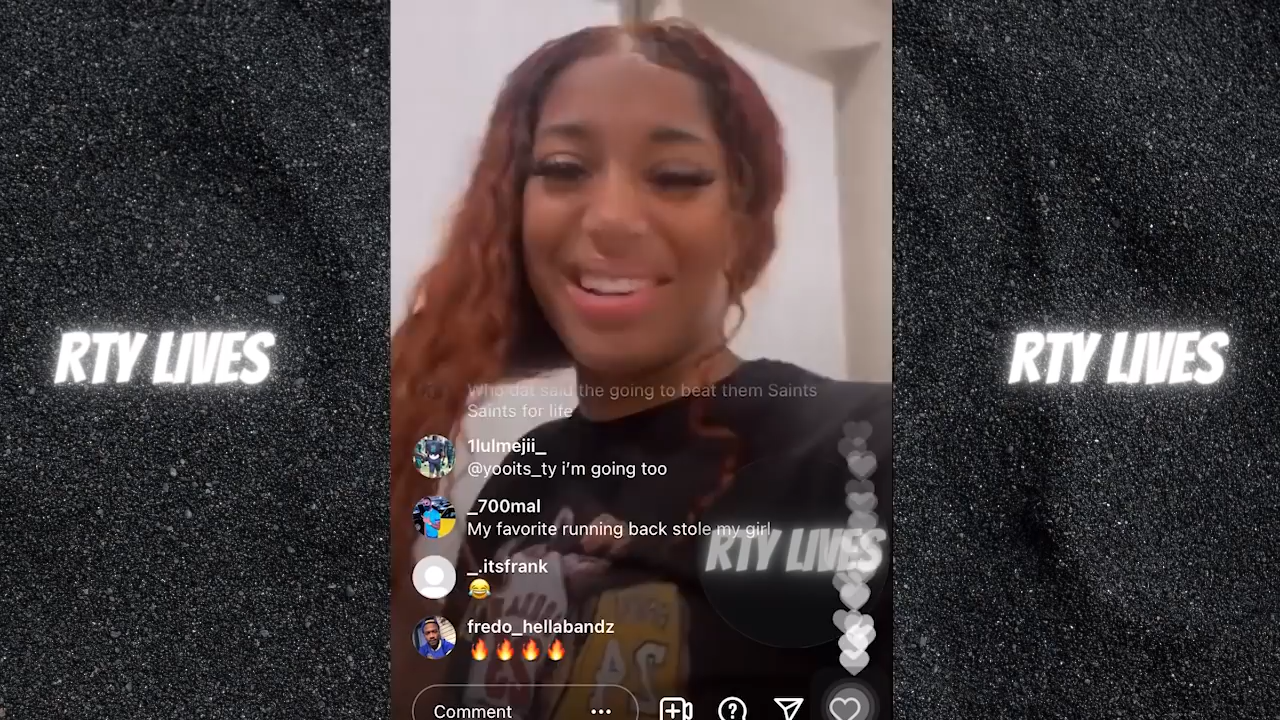 RTY LIVES
RTY LIVES
Who dat said the going to beat them Saints
Saints for life
1lulmejii_
@yooits_ty i’m going too
_700mal
My favorite running back stole my girl
RTY LIVES
_.itsfrank
😂
fredo_hellabandz
🔥🔥🔥🔥
24
Comment